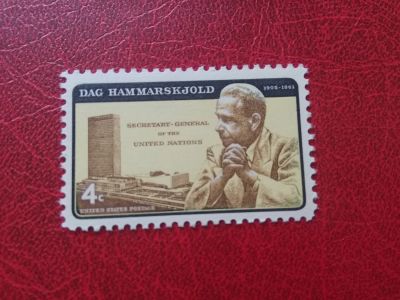 DAG HAMMARSKJOLD
1905-1961
SECRETARY-GENERAL
OF THE
UNITED NATIONS
4c
UNITED STATES POSTAGE